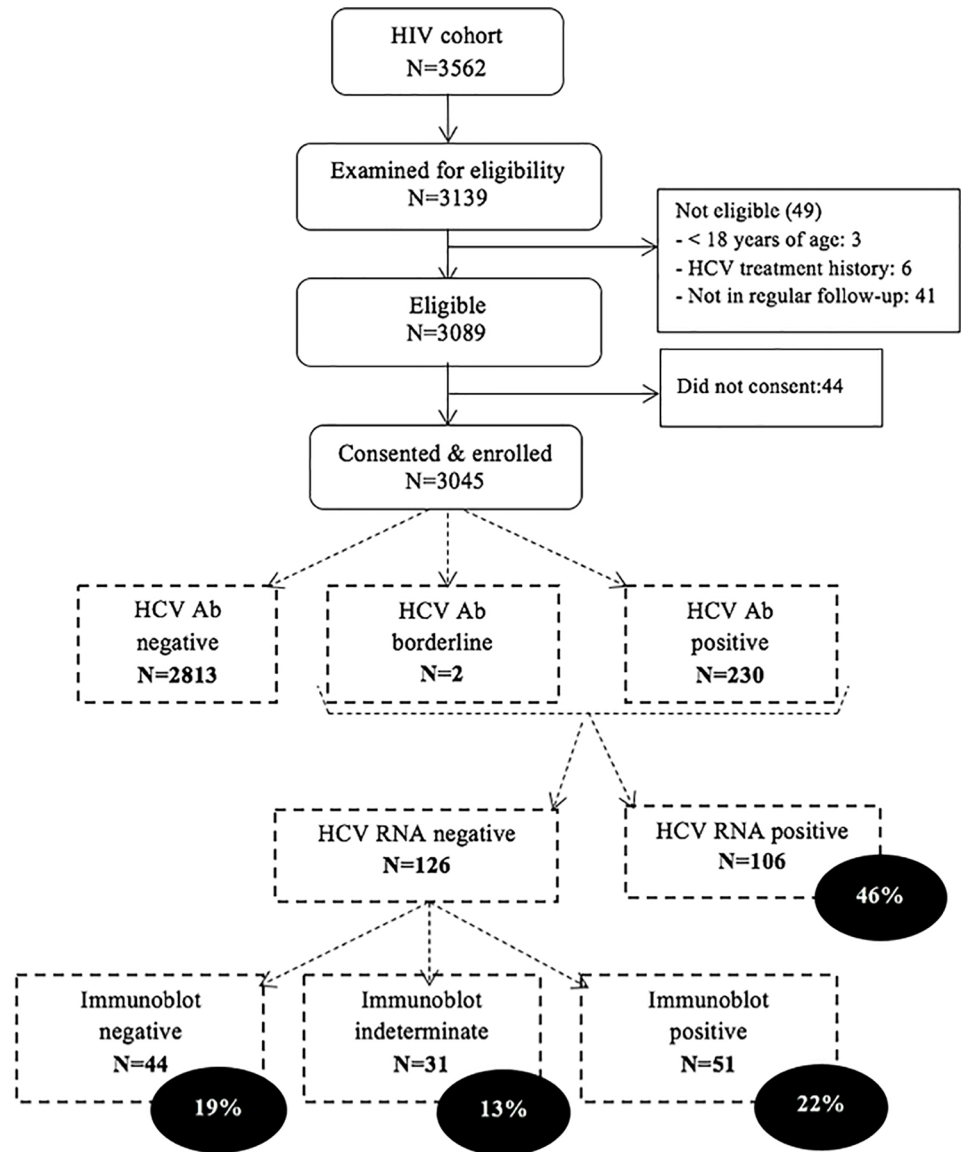 HIV cohort
N=3562
Examined for eligibility
N=3139
Not eligible (49)
- < 18 years of age: 3
- HCV treatment history: 6
- Not in regular follow-up: 41
Eligible
N=3089
Did not consent:44
Consented & enrolled
N=3045
HCV Ab
negative
N=2813
HCV Ab
borderline
N=2
HCV Ab
positive
N=230
HCV RNA negative
N=126
HCV RNA positive
N=106
46%
Immunoblot
negative
N=44
19%
Immunoblot
indeterminate
N=31
13%
Immunoblot
positive
N=51
22%